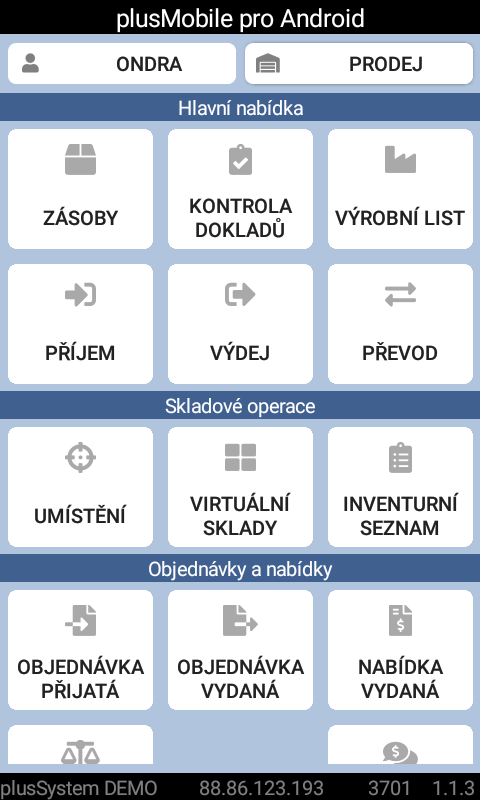 plusMobile pro Android
ONDRA
PRODEJ
Hlavní nabídka
ZÁSOBY
KONTROLA
DOKLADŮ
VÝROBNÍ LIST
PŘÍJEM
VÝDEJ
PŘEVOD
Skladové operace
UMÍSTĚNÍ
VIRTUÁLNÍ
SKLADY
INVENTURNÍ
SEZNAM
Objednávky a nabídky
OBJEDNÁVKA
PŘIJATÁ
OBJEDNÁVKA
VYDANÁ
NABÍDKA
VYDANÁ
plusSystem DEMO 88.86.123.193 3701 1.1.3